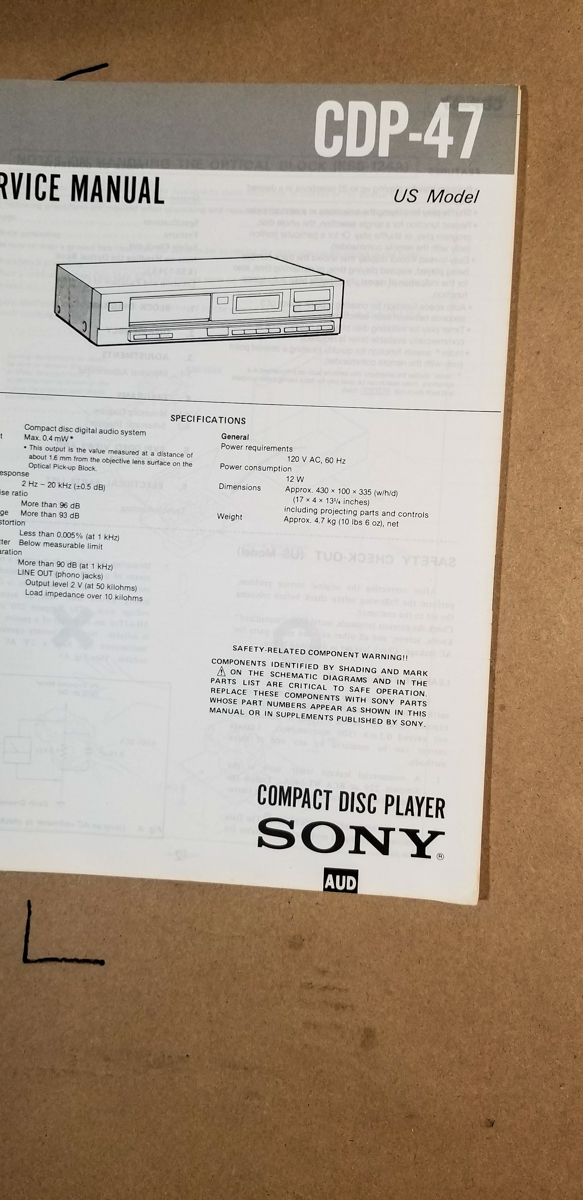 CDP-47
RVICE MANUAL
US Model
SPECIFICATIONS
Compact disc digital audio system
t Max. 0.4 mW*
* This output is the value measured at a distance of
about 1.6 mm from the objective lens surface on the
Optical Pick-up Block.
esponse
2 Hz – 20 kHz (±0.5 dB)
se ratio
More than 96 dB
ge More than 93 dB
stortion
Less than 0.005% (at 1 kHz)
ter Below measurable limit
aration
More than 90 dB (at 1 kHz)
LINE OUT (phono jacks)
Output level 2 V (at 50 kilohms)
Load impedance over 10 kilohms
General
Power requirements
120 V AC, 60 Hz
Power consumption
12 W
Dimensions Approx. 430 × 100 × 335 (w/h/d)
(17 × 4 × 13¹/₄ inches)
including projecting parts and controls
Weight Approx. 4.7 kg (10 lbs 6 oz), net
SAFETY-RELATED COMPONENT WARNING!!
COMPONENTS IDENTIFIED BY SHADING AND MARK
⚠ ON THE SCHEMATIC DIAGRAMS AND IN THE
PARTS LIST ARE CRITICAL TO SAFE OPERATION.
REPLACE THESE COMPONENTS WITH SONY PARTS
WHOSE PART NUMBERS APPEAR AS SHOWN IN THIS
MANUAL OR IN SUPPLEMENTS PUBLISHED BY SONY.
COMPACT DISC PLAYER
SONY®
AUD